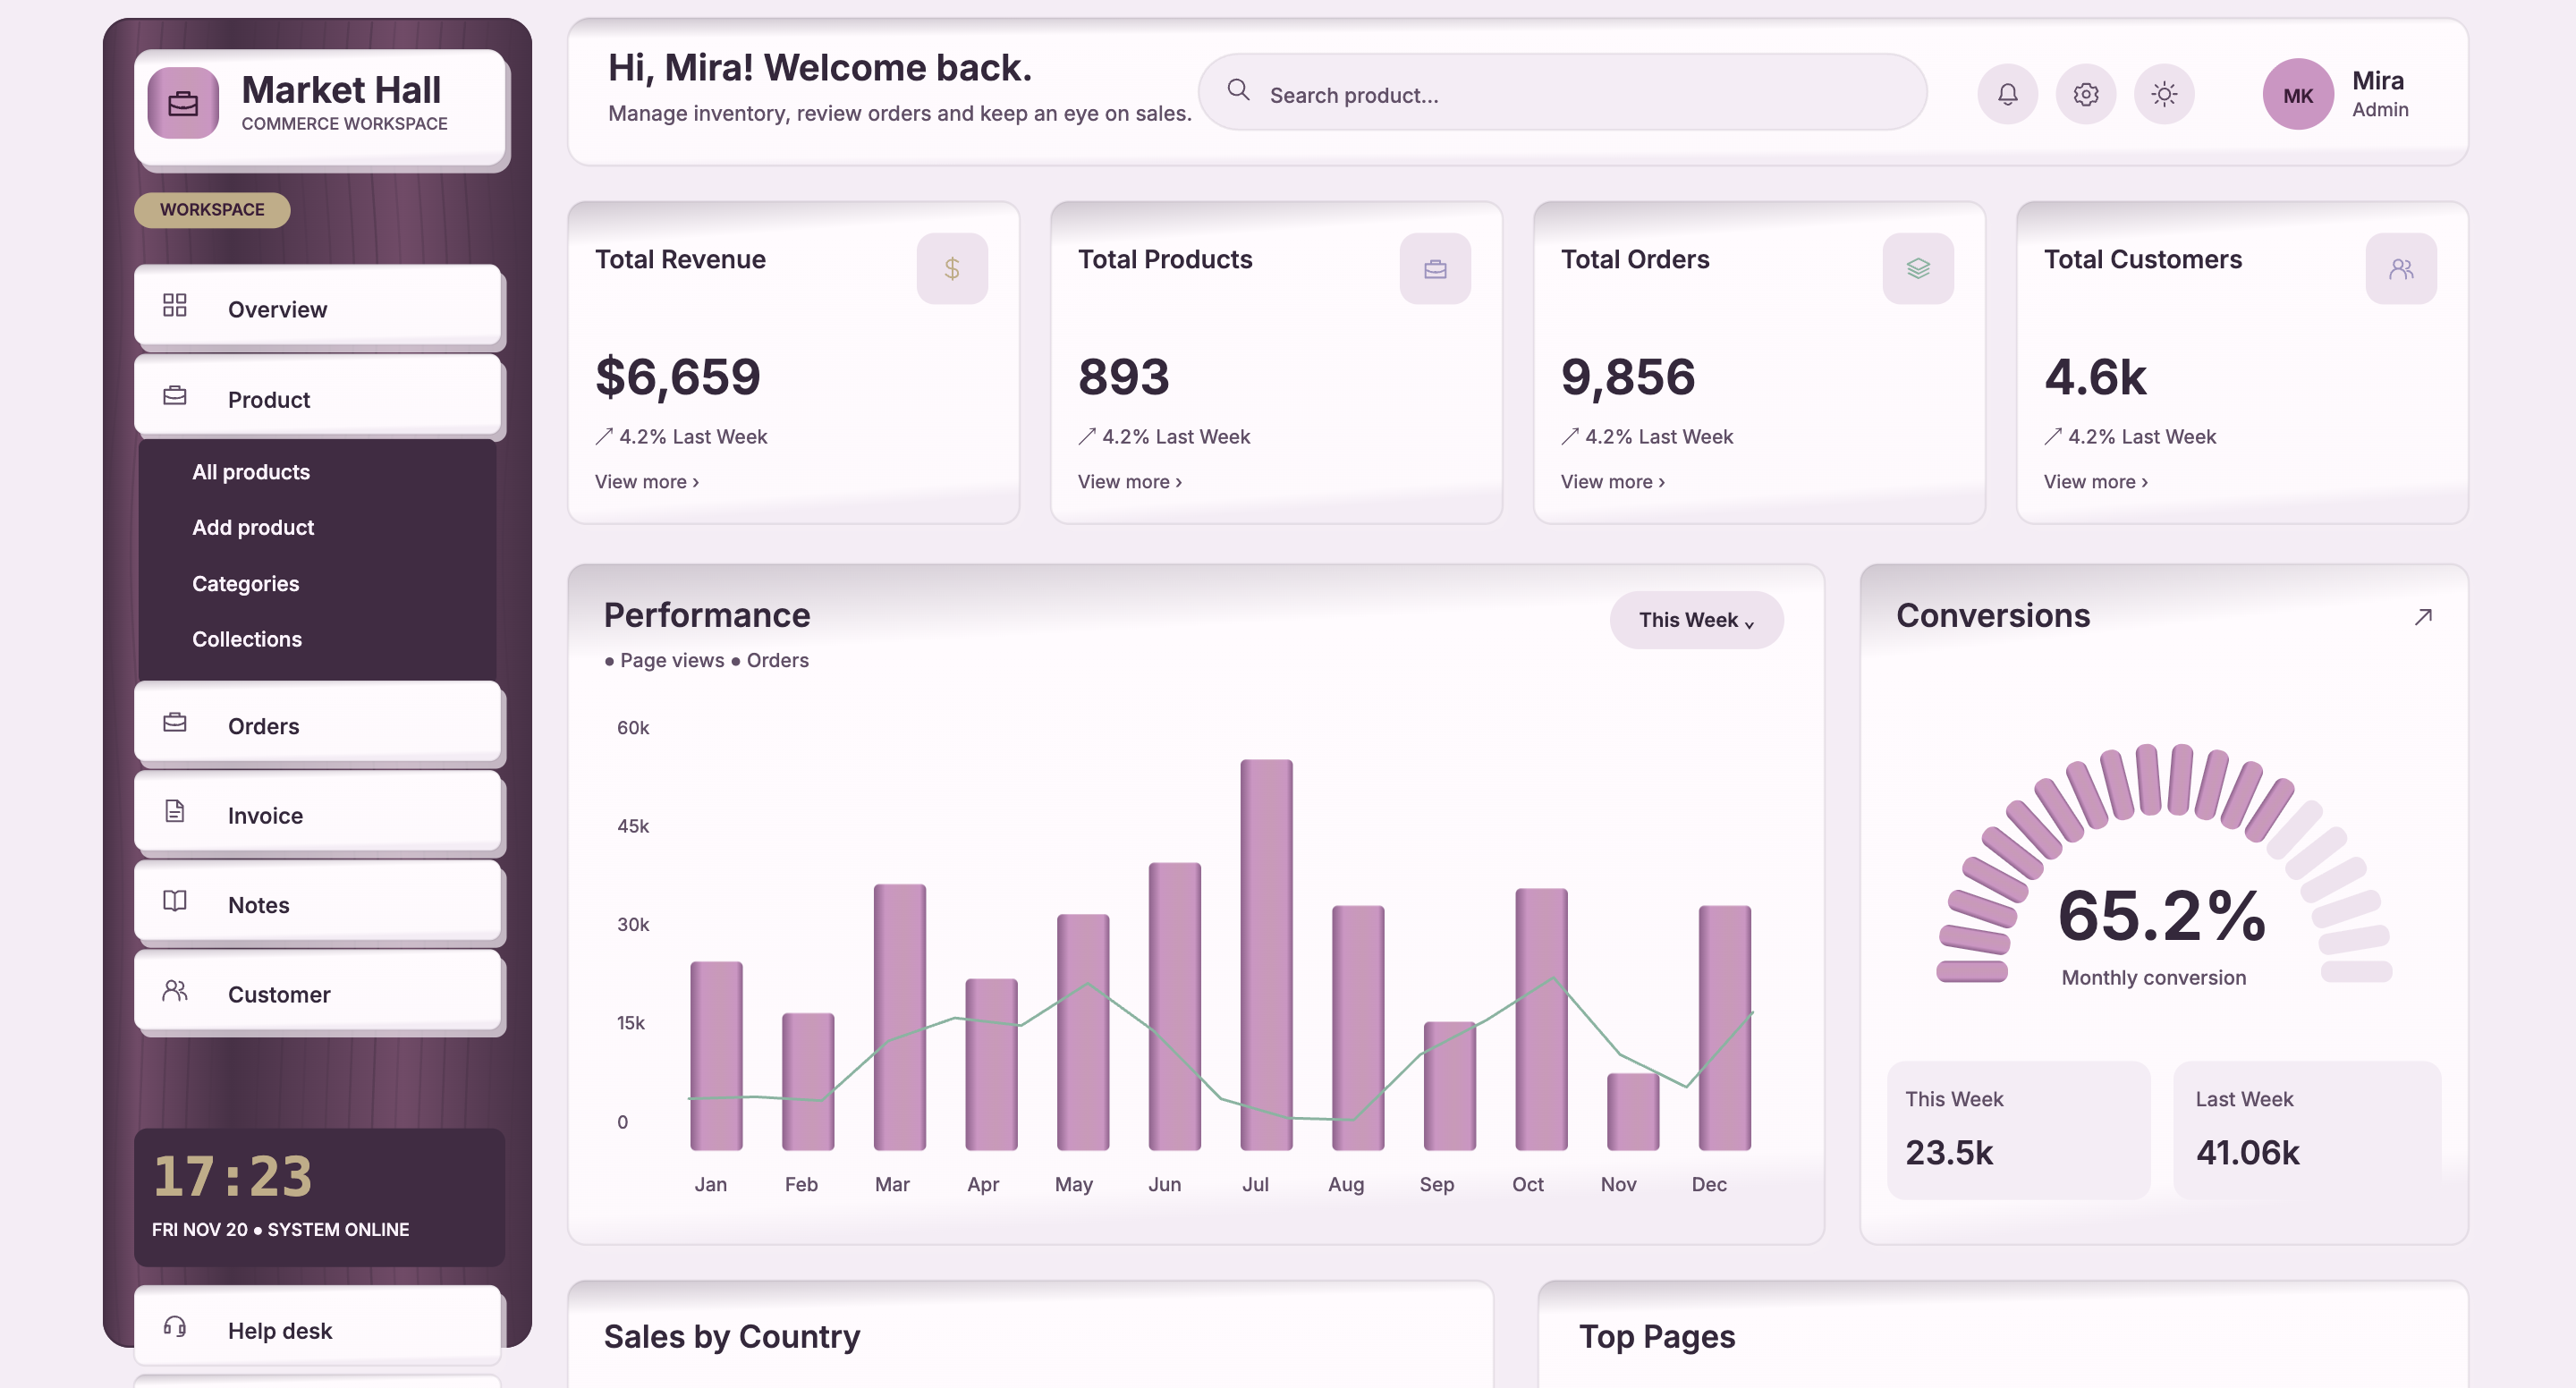 Market Hall
COMMERCE WORKSPACE
WORKSPACE
Overview
Product
All products
Add product
Categories
Collections
Orders
Invoice
Notes
Customer
17:23
FRI NOV 20 ● SYSTEM ONLINE
Help desk
Hi, Mira! Welcome back.
Manage inventory, review orders and keep an eye on sales.
Search product...
MK
Mira
Admin
Total Revenue
$
$6,659
4.2% Last Week
View more ›
Total Products
893
4.2% Last Week
View more ›
Total Orders
9,856
4.2% Last Week
View more ›
Total Customers
4.6k
4.2% Last Week
View more ›
Performance
● Page views ● Orders
This Week
60k
45k
30k
15k
0
Jan Feb Mar Apr May Jun Jul Aug Sep Oct Nov Dec
Conversions
65.2%
Monthly conversion
This Week
23.5k
Last Week
41.06k
Sales by Country
Top Pages